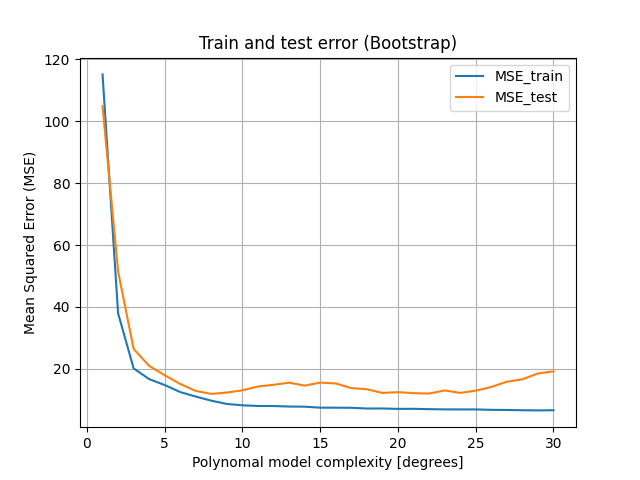 Train and test error (Bootstrap)
MSE_train
MSE_test
Mean Squared Error (MSE)
120
100
80
60
40
20
0
5
10
15
20
25
30
Polynomal model complexity [degrees]